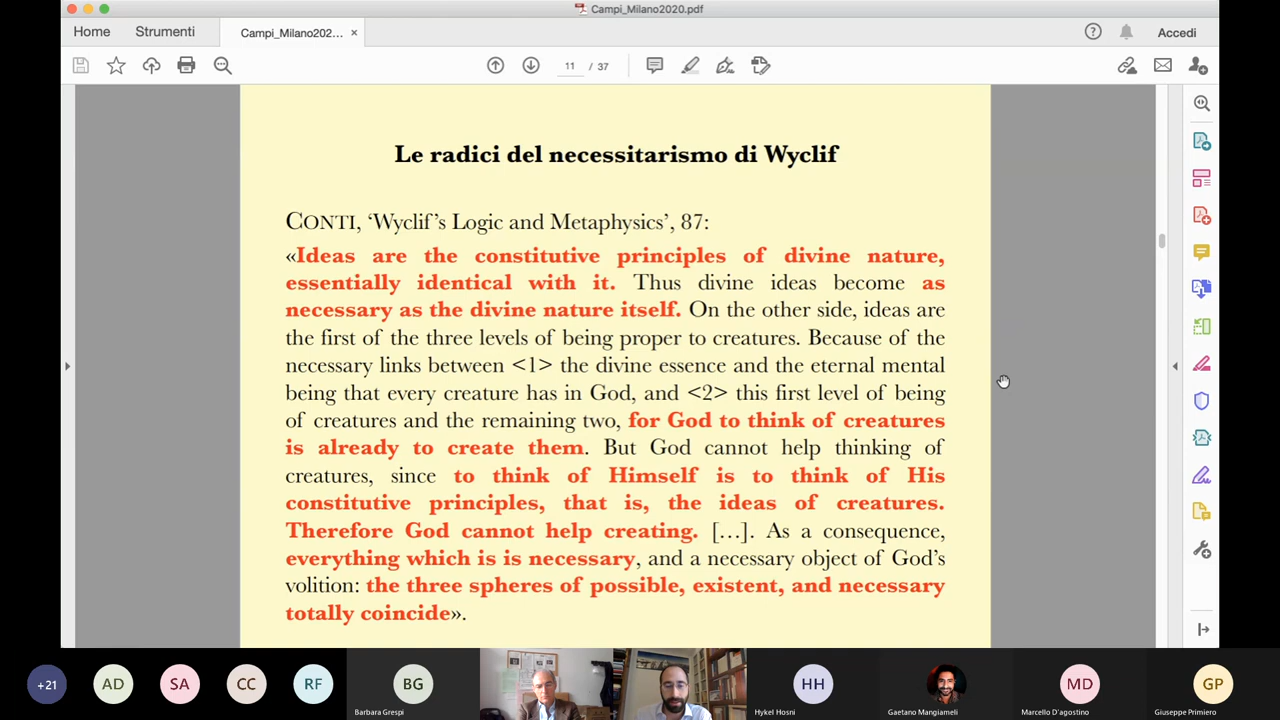 Campi_Milano2020.pdf
Home Strumenti Campi_Milano202... × Accedi
11 / 37
Le radici del necessitarismo di Wyclif
CONTI, ‘Wyclif’s Logic and Metaphysics’, 87:
«Ideas are the constitutive principles of divine nature,
essentially identical with it. Thus divine ideas become as
necessary as the divine nature itself. On the other side, ideas are
the first of the three levels of being proper to creatures. Because of the
necessary links between <1> the divine essence and the eternal mental
being that every creature has in God, and <2> this first level of being
of creatures and the remaining two, for God to think of creatures
is already to create them. But God cannot help thinking of
creatures, since to think of Himself is to think of His
constitutive principles, that is, the ideas of creatures.
Therefore God cannot help creating. […]. As a consequence,
everything which is is necessary, and a necessary object of God’s
volition: the three spheres of possible, existent, and necessary
totally coincide».
+21 AD SA CC RF BG HH MD GP
Barbara Grespi Hykel Hosni Gaetano Mangiameli Marcello D'agostino Giuseppe Primiero